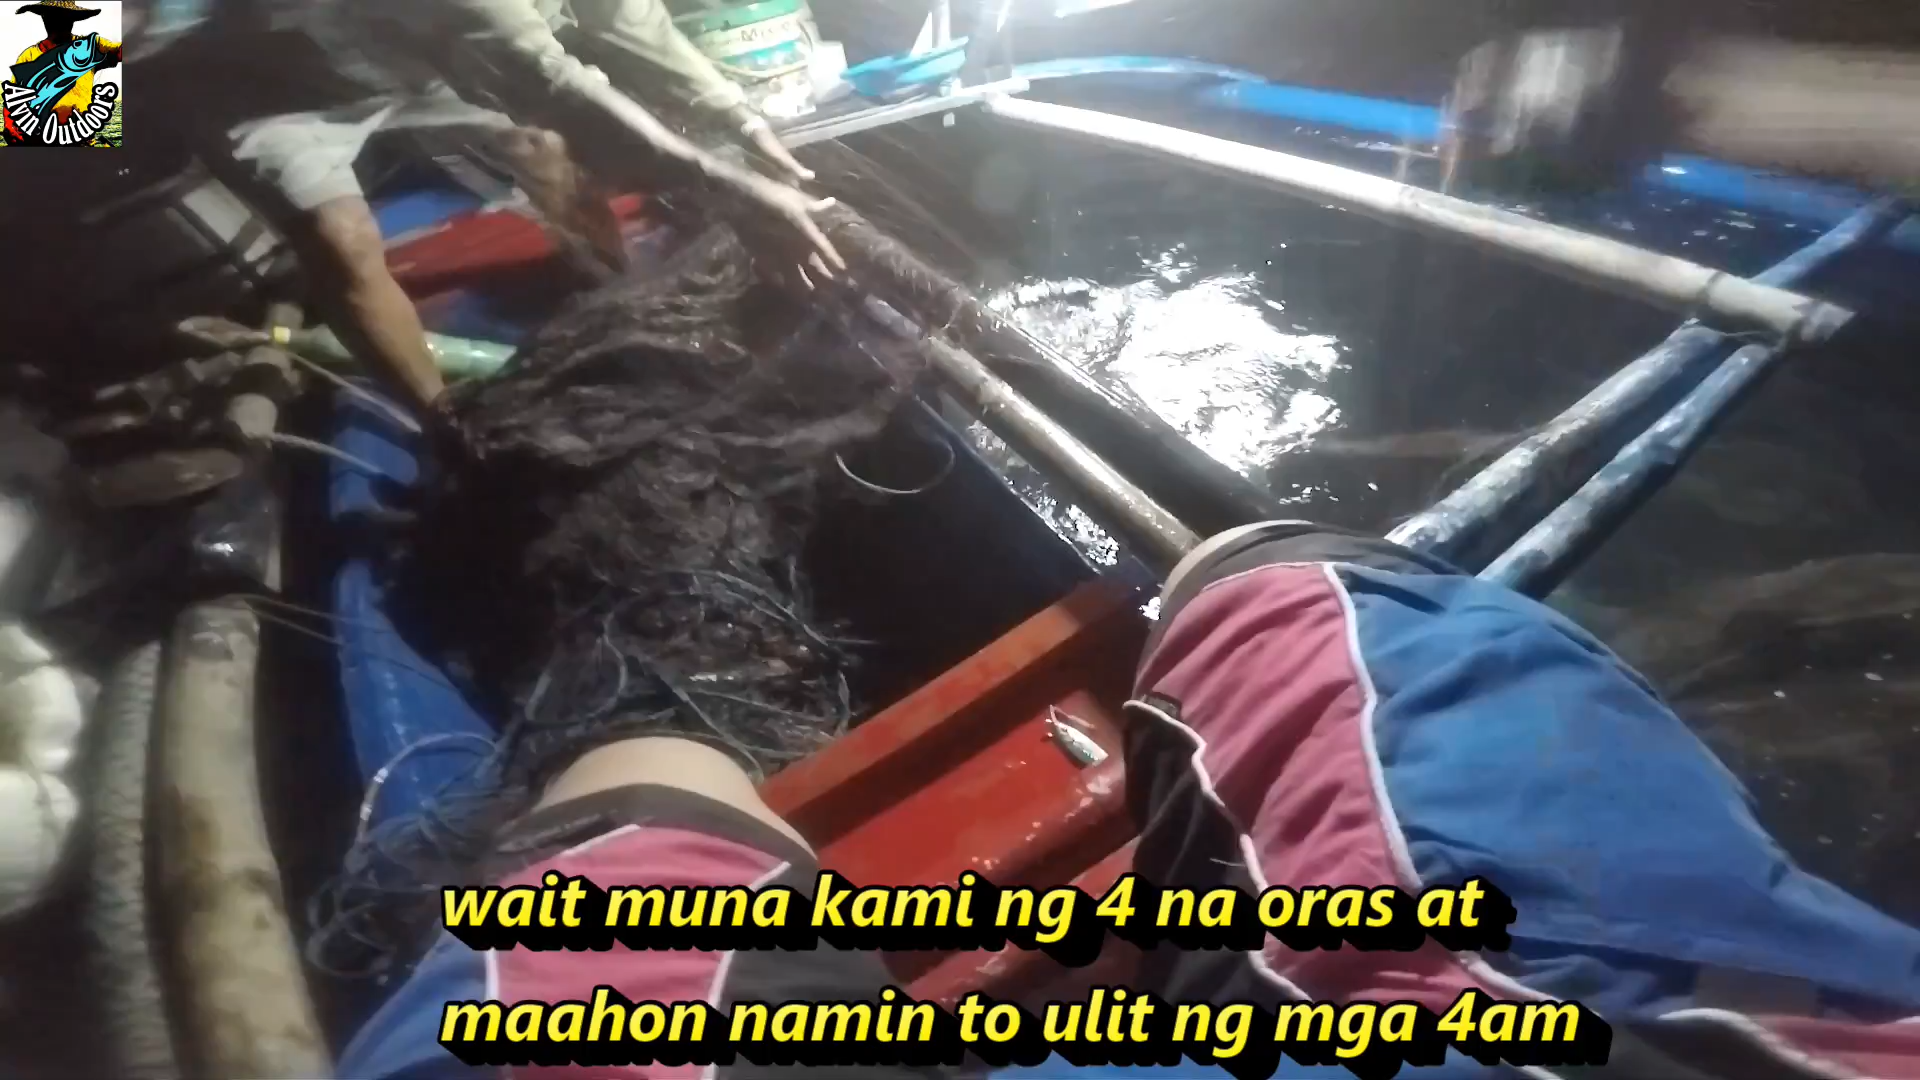 Alvin Outdoors
wait muna kami ng 4 na oras at
maahon namin to ulit ng mga 4am